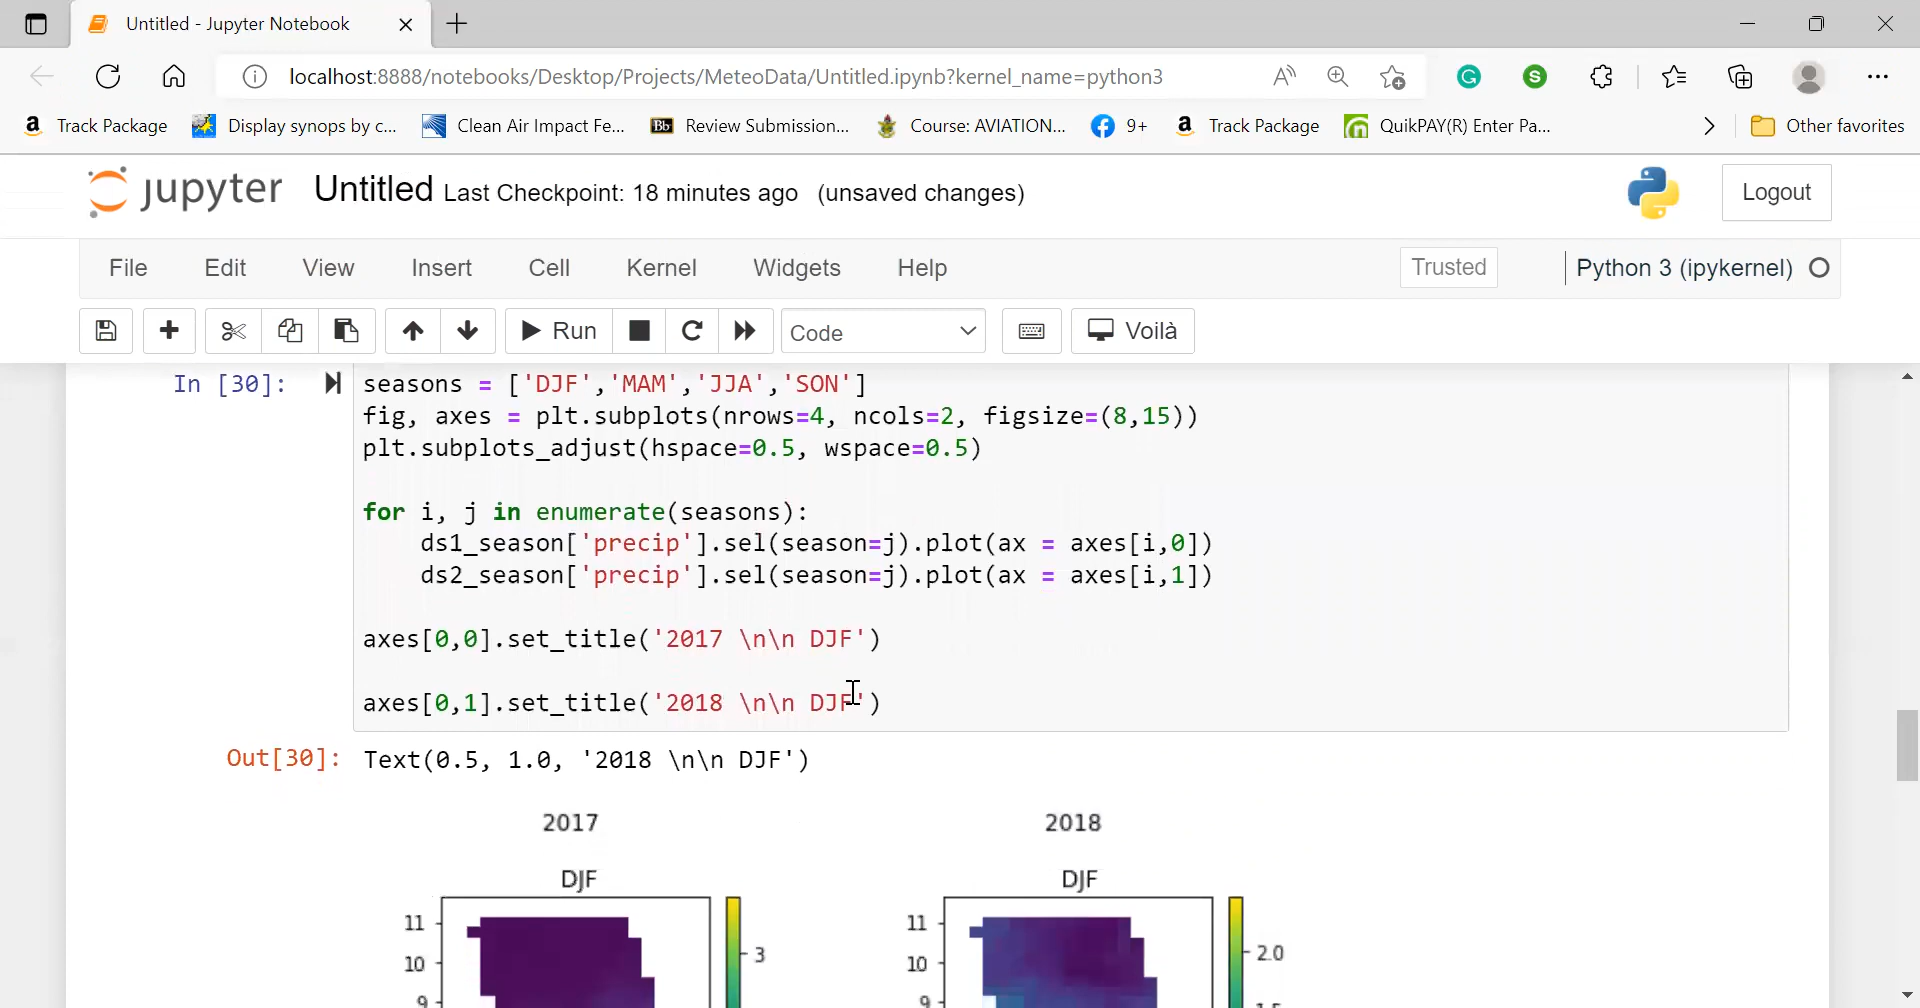 Untitled - Jupyter Notebook
localhost:8888/notebooks/Desktop/Projects/MeteoData/Untitled.ipynb?kernel_name=python3
Track Package Display synops by c... Clean Air Impact Fe... Bb Review Submission... Course: AVIATION... 9+ Track Package QuikPAY(R) Enter Pa... Other favorites
jupyter Untitled Last Checkpoint: 18 minutes ago (unsaved changes) Logout
File Edit View Insert Cell Kernel Widgets Help Trusted Python 3 (ipykernel)
Run Code Voilà
In [30]: seasons = ['DJF','MAM','JJA','SON']
fig, axes = plt.subplots(nrows=4, ncols=2, figsize=(8,15))
plt.subplots_adjust(hspace=0.5, wspace=0.5)
for i, j in enumerate(seasons):
ds1_season['precip'].sel(season=j).plot(ax = axes[i,0])
ds2_season['precip'].sel(season=j).plot(ax = axes[i,1])
axes[0,0].set_title('2017 \n\n DJF')
axes[0,1].set_title('2018 \n\n DJF')
Out[30]: Text(0.5, 1.0, '2018 \n\n DJF')
2017 2018
DJF DJF
11 11
3 2.0
10 10
9 9